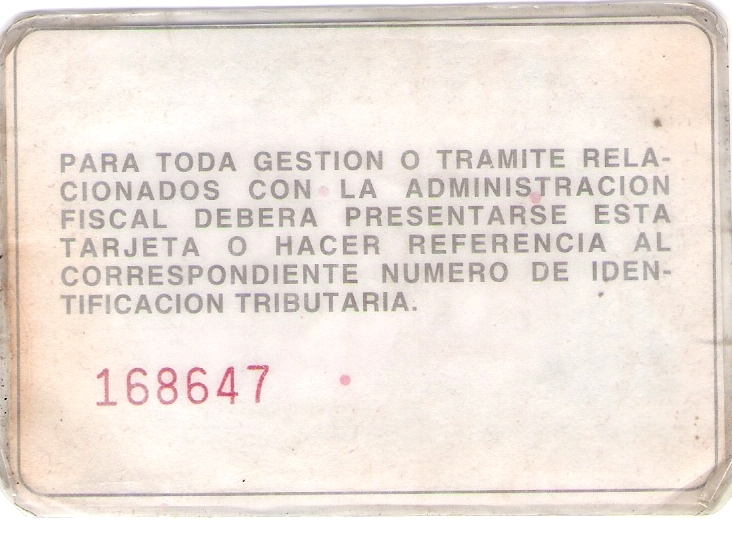 PARA TODA GESTION O TRAMITE RELA-
CIONADOS CON LA ADMINISTRACION
FISCAL DEBERA PRESENTARSE ESTA
TARJETA O HACER REFERENCIA AL
CORRESPONDIENTE NUMERO DE IDEN-
TIFICACION TRIBUTARIA.
168647